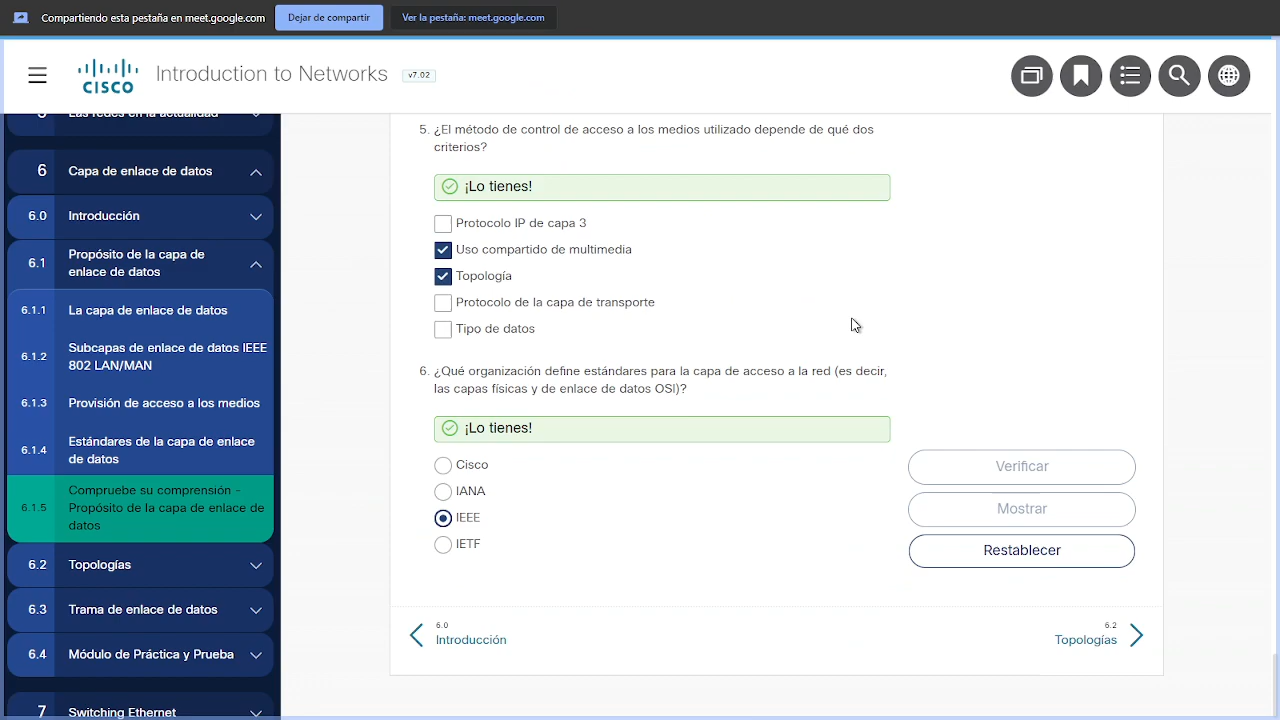 Compartiendo esta pestaña en meet.google.com
Dejar de compartir
Ver la pestaña: meet.google.com
CISCO
Introduction to Networks
v7.02
Las redes en la actualidad
6 Capa de enlace de datos
6.0 Introducción
6.1 Propósito de la capa de
enlace de datos
6.1.1 La capa de enlace de datos
6.1.2 Subcapas de enlace de datos IEEE
802 LAN/MAN
6.1.3 Provisión de acceso a los medios
6.1.4 Estándares de la capa de enlace
de datos
6.1.5 Compruebe su comprensión -
Propósito de la capa de enlace de
datos
6.2 Topologías
6.3 Trama de enlace de datos
6.4 Módulo de Práctica y Prueba
7 Switching Ethernet
5. ¿El método de control de acceso a los medios utilizado depende de qué dos
criterios?
¡Lo tienes!
Protocolo IP de capa 3
Uso compartido de multimedia
Topología
Protocolo de la capa de transporte
Tipo de datos
6. ¿Qué organización define estándares para la capa de acceso a la red (es decir,
las capas físicas y de enlace de datos OSI)?
¡Lo tienes!
Cisco
IANA
IEEE
IETF
Verificar
Mostrar
Restablecer
6.0
Introducción
6.2
Topologías